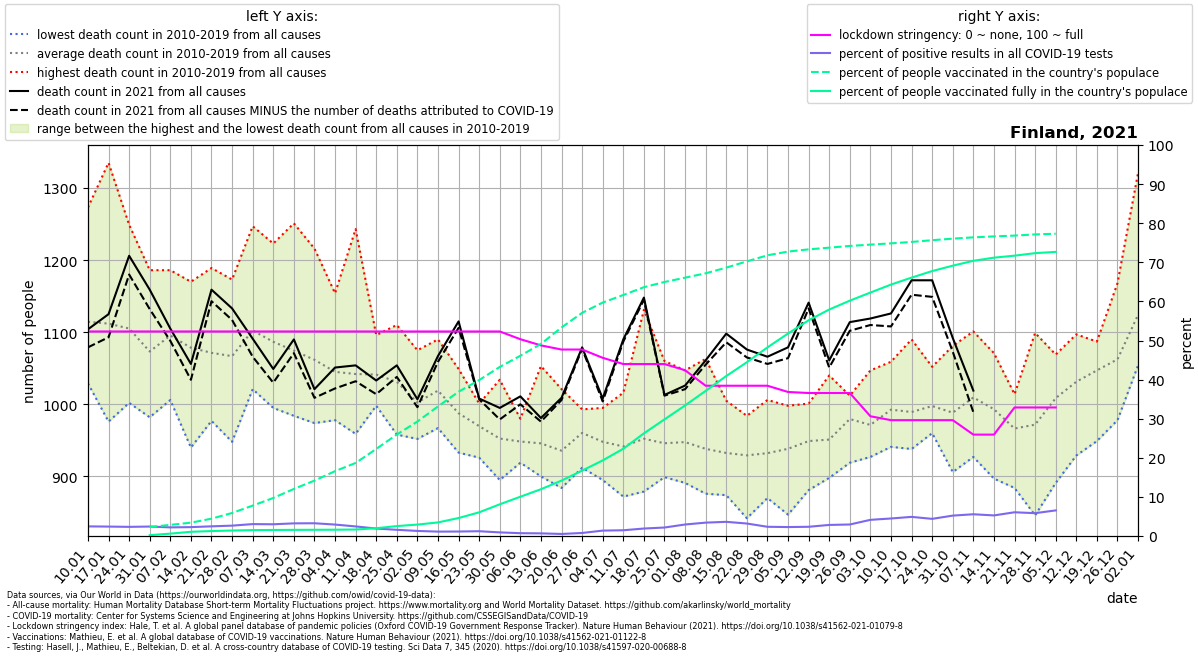 left Y axis:
lowest death count in 2010-2019 from all causes
average death count in 2010-2019 from all causes
highest death count in 2010-2019 from all causes
death count in 2021 from all causes
death count in 2021 from all causes MINUS the number of deaths attributed to COVID-19
range between the highest and the lowest death count from all causes in 2010-2019
right Y axis:
lockdown stringency: 0 ~ none, 100 ~ full
percent of positive results in all COVID-19 tests
percent of people vaccinated in the country's populace
percent of people vaccinated fully in the country's populace
Finland, 2021
number of people
1300
1200
1100
1000
900
100
90
80
70
60
50
40
30
20
10
0
percent
10.01 17.01 24.01 31.01 07.02 14.02 21.02 28.02 07.03 14.03 21.03 28.03 04.04 11.04 18.04 25.04 02.05 09.05 16.05 23.05 30.05 06.06 13.06 20.06 27.06 04.07 11.07 18.07 25.07 01.08 08.08 15.08 22.08 29.08 05.09 12.09 19.09 26.09 03.10 10.10 17.10 24.10 31.10 07.11 14.11 21.11 28.11 05.12 12.12 19.12 26.12 02.01
date
Data sources, via Our World in Data (https://ourworldindata.org, https://github.com/owid/covid-19-data):
- All-cause mortality: Human Mortality Database Short-term Mortality Fluctuations project. https://www.mortality.org and World Mortality Dataset. https://github.com/akarlinsky/world_mortality
- COVID-19 mortality: Center for Systems Science and Engineering at Johns Hopkins University. https://github.com/CSSEGISandData/COVID-19
- Lockdown stringency index: Hale, T. et al. A global panel database of pandemic policies (Oxford COVID-19 Government Response Tracker). Nature Human Behaviour (2021). https://doi.org/10.1038/s41562-021-01079-8
- Vaccinations: Mathieu, E. et al. A global database of COVID-19 vaccinations. Nature Human Behaviour (2021). https://doi.org/10.1038/s41562-021-01122-8
- Testing: Hasell, J., Mathieu, E., Beltekian, D. et al. A cross-country database of COVID-19 testing. Sci Data 7, 345 (2020). https://doi.org/10.1038/s41597-020-00688-8